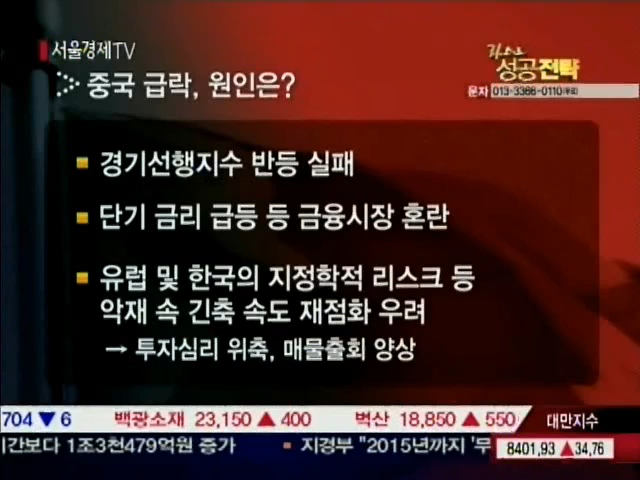 서울경제TV
성공전략
중국 급락, 원인은?
문자 013-3366-0110(유료)
경기선행지수 반등 실패
단기 금리 급등 등 금융시장 혼란
유럽 및 한국의 지정학적 리스크 등
악재 속 긴축 속도 재점화 우려
→ 투자심리 위축, 매물출회 양상
704 ▼ 6 백광소재 23,150 ▲ 400 벽산 18,850 ▲ 550 대만지수
시간보다 1조3천479억원 증가 ▪ 지경부 "2015년까지 '무 8401,93 ▲34,76